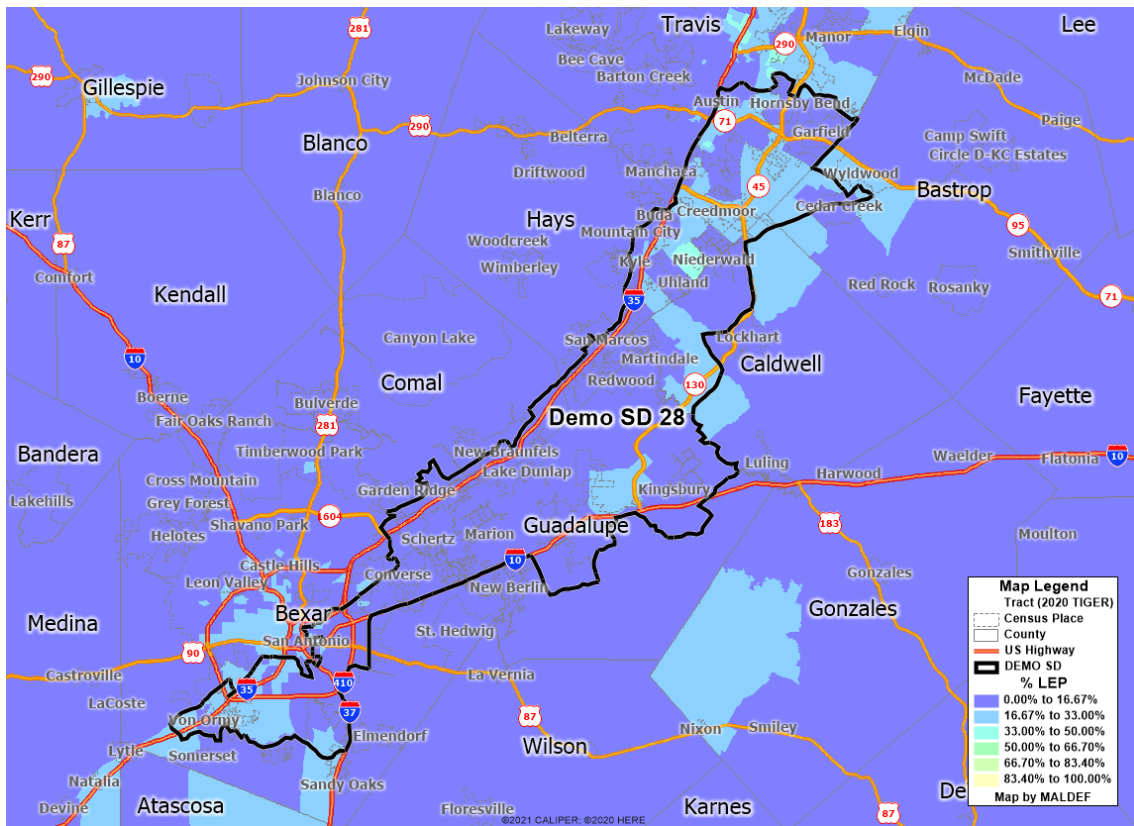 Travis
Lee
Lakeway
290
Manor
Elgin
281
Bee Cave
290
Gillespie
Johnson City
Barton Creek
McDade
Austin
Hornsby Bend
71
Blanco
290
Belterra
Garfield
Paige
Camp Swift
Circle D-KC Estates
Driftwood
Manchaca
Wyldwood
45
Bastrop
Blanco
Kerr
Hays
Buda
Creedmoor
Cedar Creek
95
87
Woodcreek
Mountain City
Smithville
Wimberley
Kyle
Niederwald
Comfort
Uhland
Red Rock
Rosanky
Kendall
35
71
Canyon Lake
San Marcos
Lockhart
10
Martindale
Caldwell
Comal
Redwood
130
Boerne
Bulverde
Fayette
Fair Oaks Ranch
281
Demo SD 28
Bandera
Timberwood Park
New Braunfels
Luling
Waelder
10
Flatonia
Cross Mountain
Lake Dunlap
Harwood
Lakehills
Grey Forest
Garden Ridge
Kingsbury
Shavano Park
1604
Guadalupe
183
Helotes
Schertz
Marion
Moulton
Castle Hills
10
Leon Valley
Converse
New Berlin
Gonzales
Bexar
Gonzales
Medina
San Antonio
St. Hedwig
90
Castroville
410
La Vernia
35
LaCoste
37
Von Ormy
87
Elmendorf
Nixon
Smiley
Lytle
Somerset
Wilson
Natalia
Sandy Oaks
De
Devine
Atascosa
Floresville
Karnes
87
Map Legend
Tract (2020 TIGER)
Census Place
County
US Highway
DEMO SD
% LEP
0.00% to 16.67%
16.67% to 33.00%
33.00% to 50.00%
50.00% to 66.70%
66.70% to 83.40%
83.40% to 100.00%
Map by MALDEF
©2021 CALIPER; ©2020 HERE